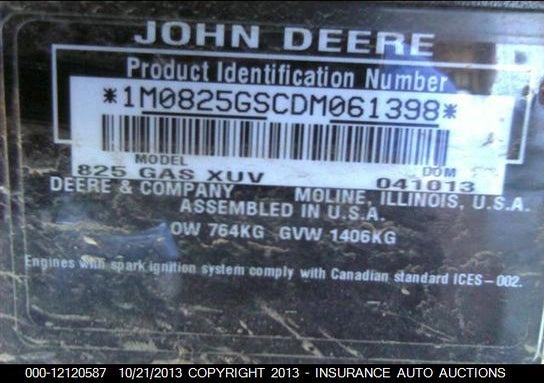 JOHN DEERE
Product Identification Number
*1M0825GSCDM061398*
MODEL DOM
825 GAS XUV 041013
DEERE & COMPANY MOLINE, ILLINOIS, U.S.A.
ASSEMBLED IN U.S.A.
OW 764KG GVW 1406KG
Engines with spark ignition system comply with Canadian standard ICES-002.
000-12120587 10/21/2013 COPYRIGHT 2013 - INSURANCE AUTO AUCTIONS